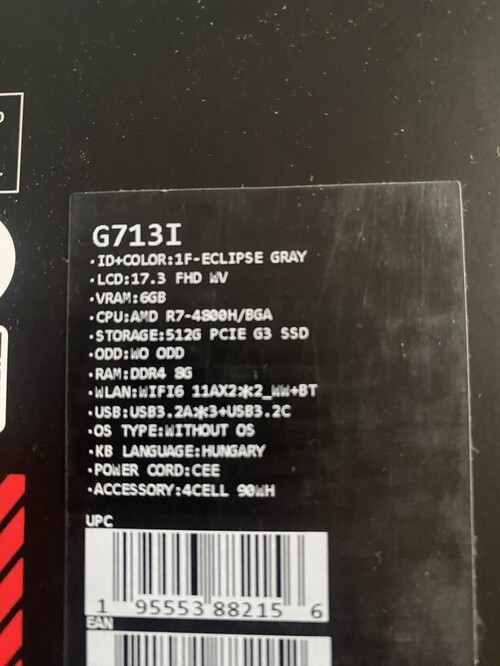 G713I
·ID+COLOR:1F-ECLIPSE GRAY
·LCD:17.3 FHD WV
·VRAM:6GB
·CPU:AMD R7-4800H/BGA
·STORAGE:512G PCIE G3 SSD
·ODD:WO ODD
·RAM:DDR4 8G
·WLAN:WIFI6 11AX2*2_WW+BT
·USB:USB3.2A*3+USB3.2C
·OS TYPE:WITHOUT OS
·KB LANGUAGE:HUNGARY
·POWER CORD:CEE
·ACCESSORY:4CELL 90WH
UPC
1 95553 88215 6
EAN